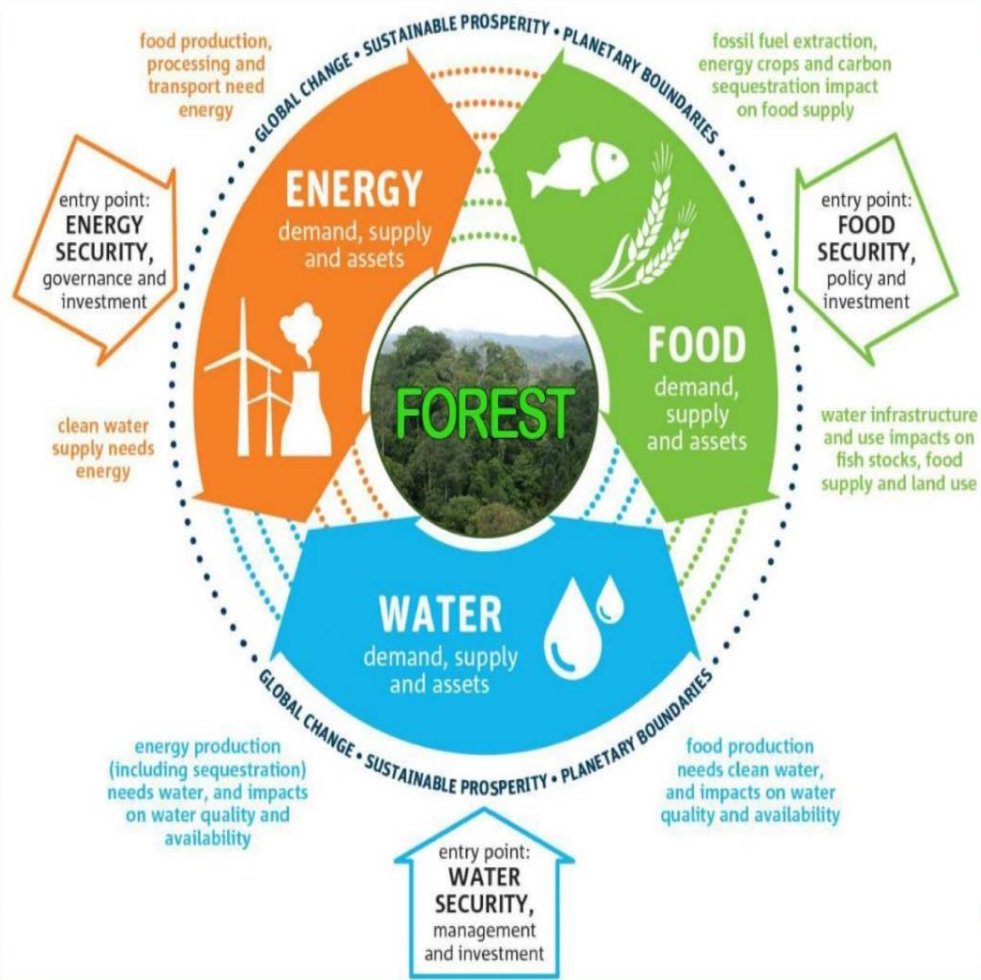 GLOBAL CHANGE • SUSTAINABLE PROSPERITY • PLANETARY BOUNDARIES
food production,
processing and
transport need
energy
fossil fuel extraction,
energy crops and carbon
sequestration impact
on food supply
entry point:
ENERGY
SECURITY,
governance and
investment
ENERGY
demand, supply
and assets
entry point:
FOOD
SECURITY,
policy and
investment
FOOD
demand,
supply
and assets
FOREST
clean water
supply needs
energy
water infrastructure
and use impacts on
fish stocks, food
supply and land use
WATER
demand, supply
and assets
GLOBAL CHANGE • SUSTAINABLE PROSPERITY • PLANETARY BOUNDARIES
energy production
(including sequestration)
needs water, and impacts
on water quality and
availability
food production
needs clean water,
and impacts on water
quality and availability
entry point:
WATER
SECURITY,
management
and investment